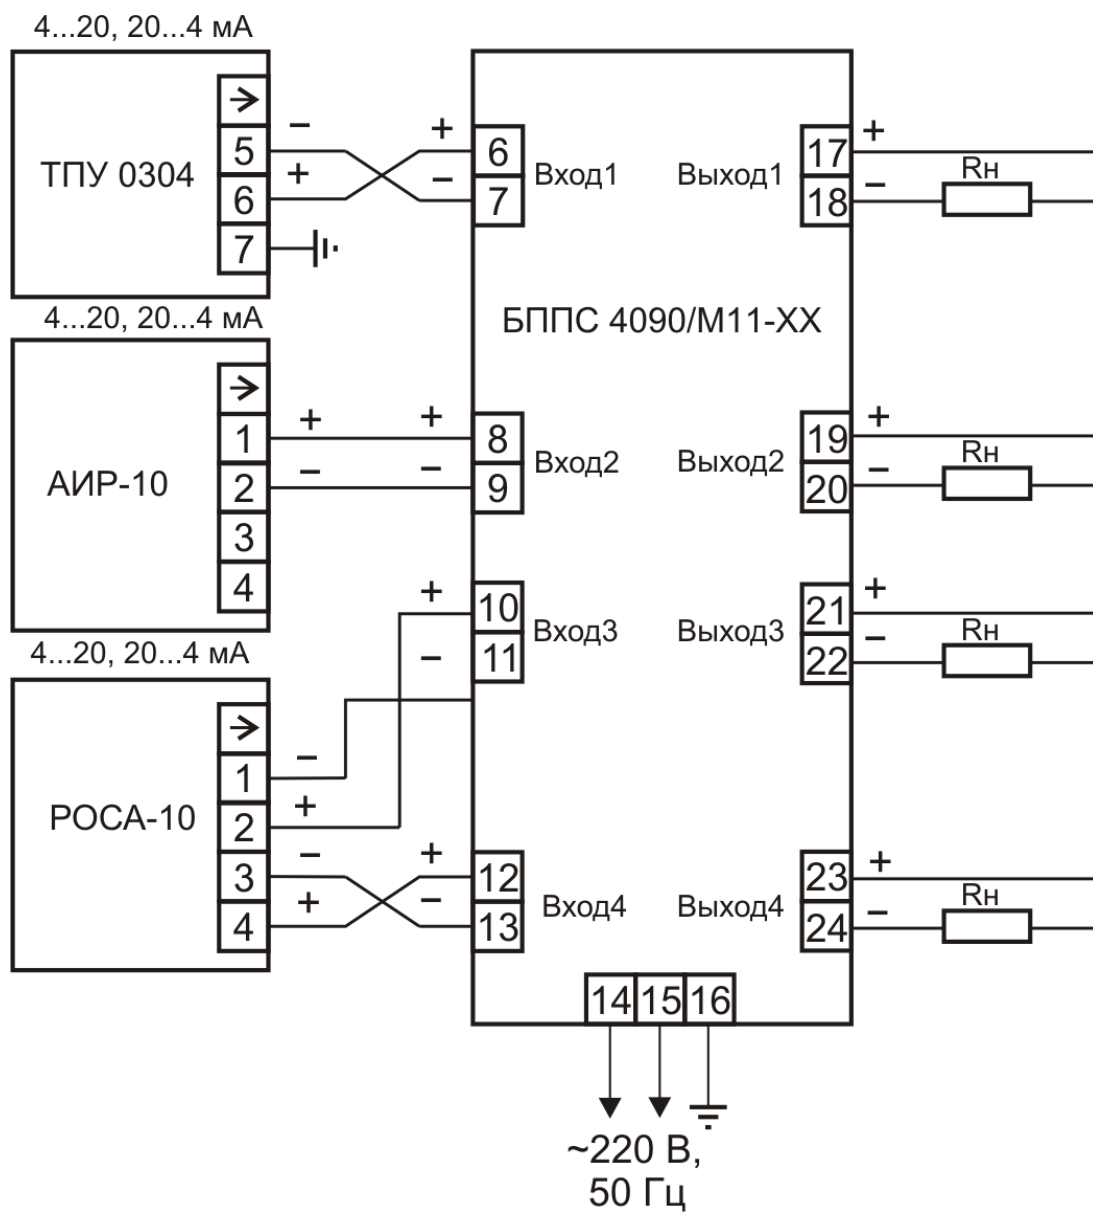 4...20, 20...4 мА
ТПУ 0304
→
5
6
7
−
+
+
−
6
7
Вход1
Выход1
17
18
+
−
Rн
БППС 4090/М11-ХХ
4...20, 20...4 мА
АИР-10
→
1
2
3
4
+
−
+
−
8
9
Вход2
Выход2
19
20
+
−
Rн
+
−
10
11
Вход3
Выход3
21
22
+
−
Rн
4...20, 20...4 мА
РОСА-10
→
1
2
3
4
−
+
−
+
+
−
12
13
Вход4
Выход4
23
24
+
−
Rн
14 15 16
~220 В,
50 Гц